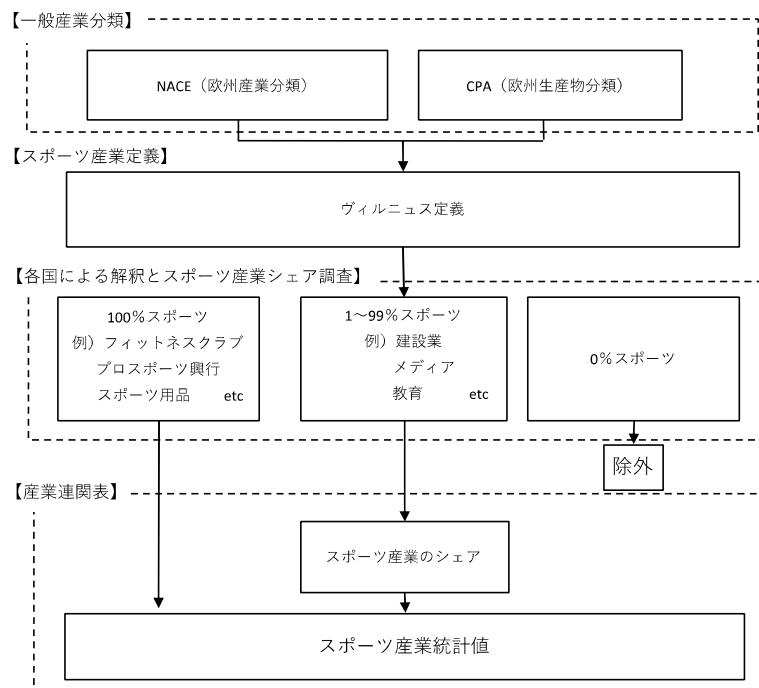 【一般産業分類】
NACE（欧州産業分類）
CPA（欧州生産物分類）
【スポーツ産業定義】
ヴィルニュス定義
【各国による解釈とスポーツ産業シェア調査】
100％スポーツ
例）フィットネスクラブ
プロスポーツ興行
スポーツ用品 etc
1～99％スポーツ
例）建設業
メディア
教育 etc
0％スポーツ
除外
【産業連関表】
スポーツ産業のシェア
スポーツ産業統計値